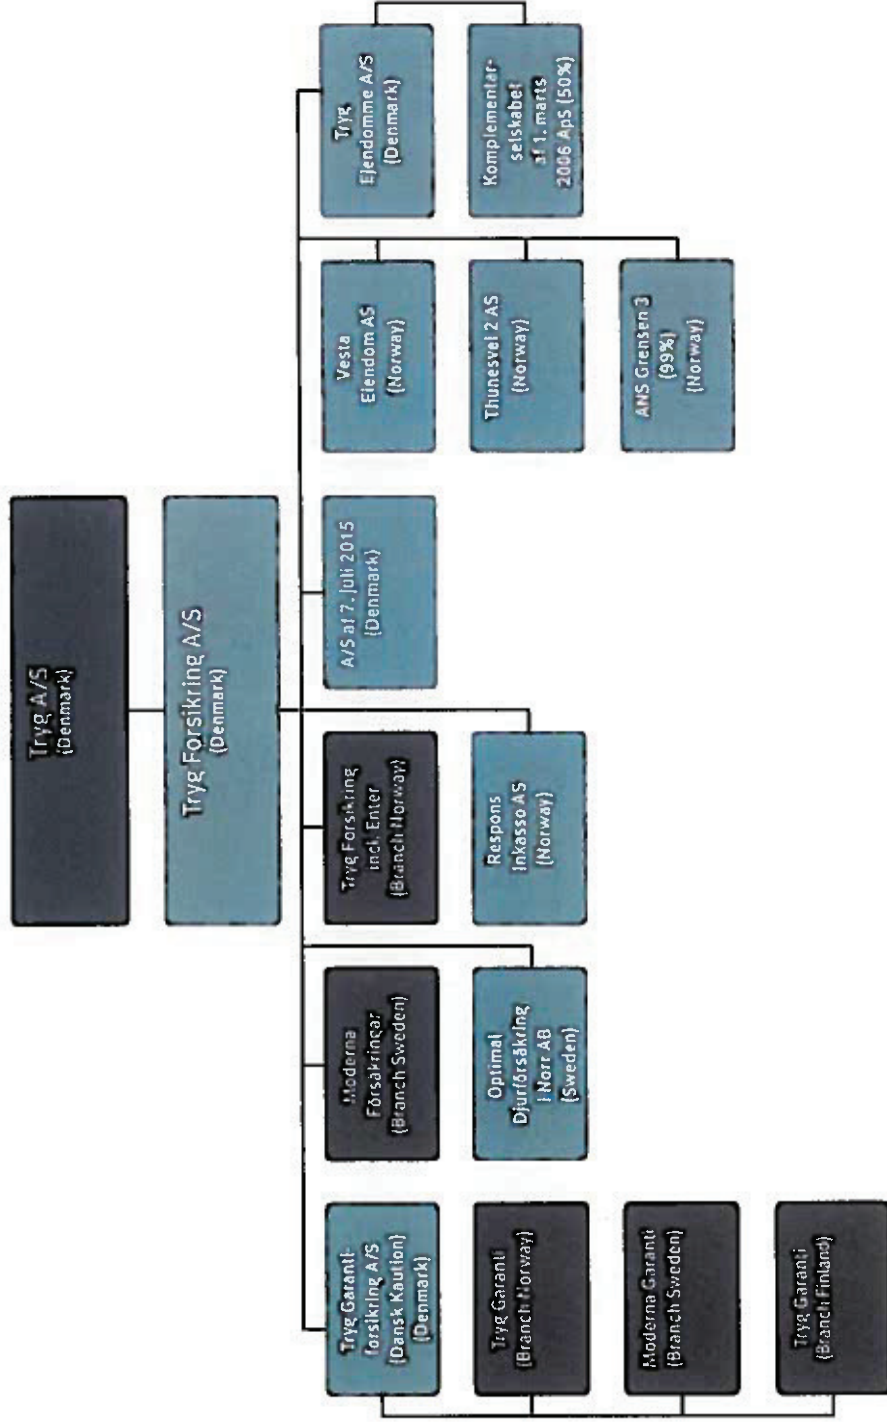 Tryg A/S
(Denmark)
Tryg Forsikring A/S
(Denmark)
Tryg Garanti-
forsikring A/S
(Dansk Kaution)
(Denmark)
Tryg Garanti
(Branch Norway)
Moderna Garanti
(Branch Sweden)
Tryg Garanti
(Branch Finland)
Moderna
Försäkringar
(Branch Sweden)
Optimal
Djurförsäkring
i Norr AB
(Sweden)
Tryg Forsikring
incl. Enter
(Branch Norway)
Respons
Inkasso AS
(Norway)
A/S af 7. juli 2015
(Denmark)
Vesta
Eiendom AS
(Norway)
Thunesvei 2 AS
(Norway)
ANS Grensen 3
(99%)
(Norway)
Tryg
Ejendomme A/S
(Denmark)
Komplementar-
selskabet
af 1. marts
2006 ApS (50%)